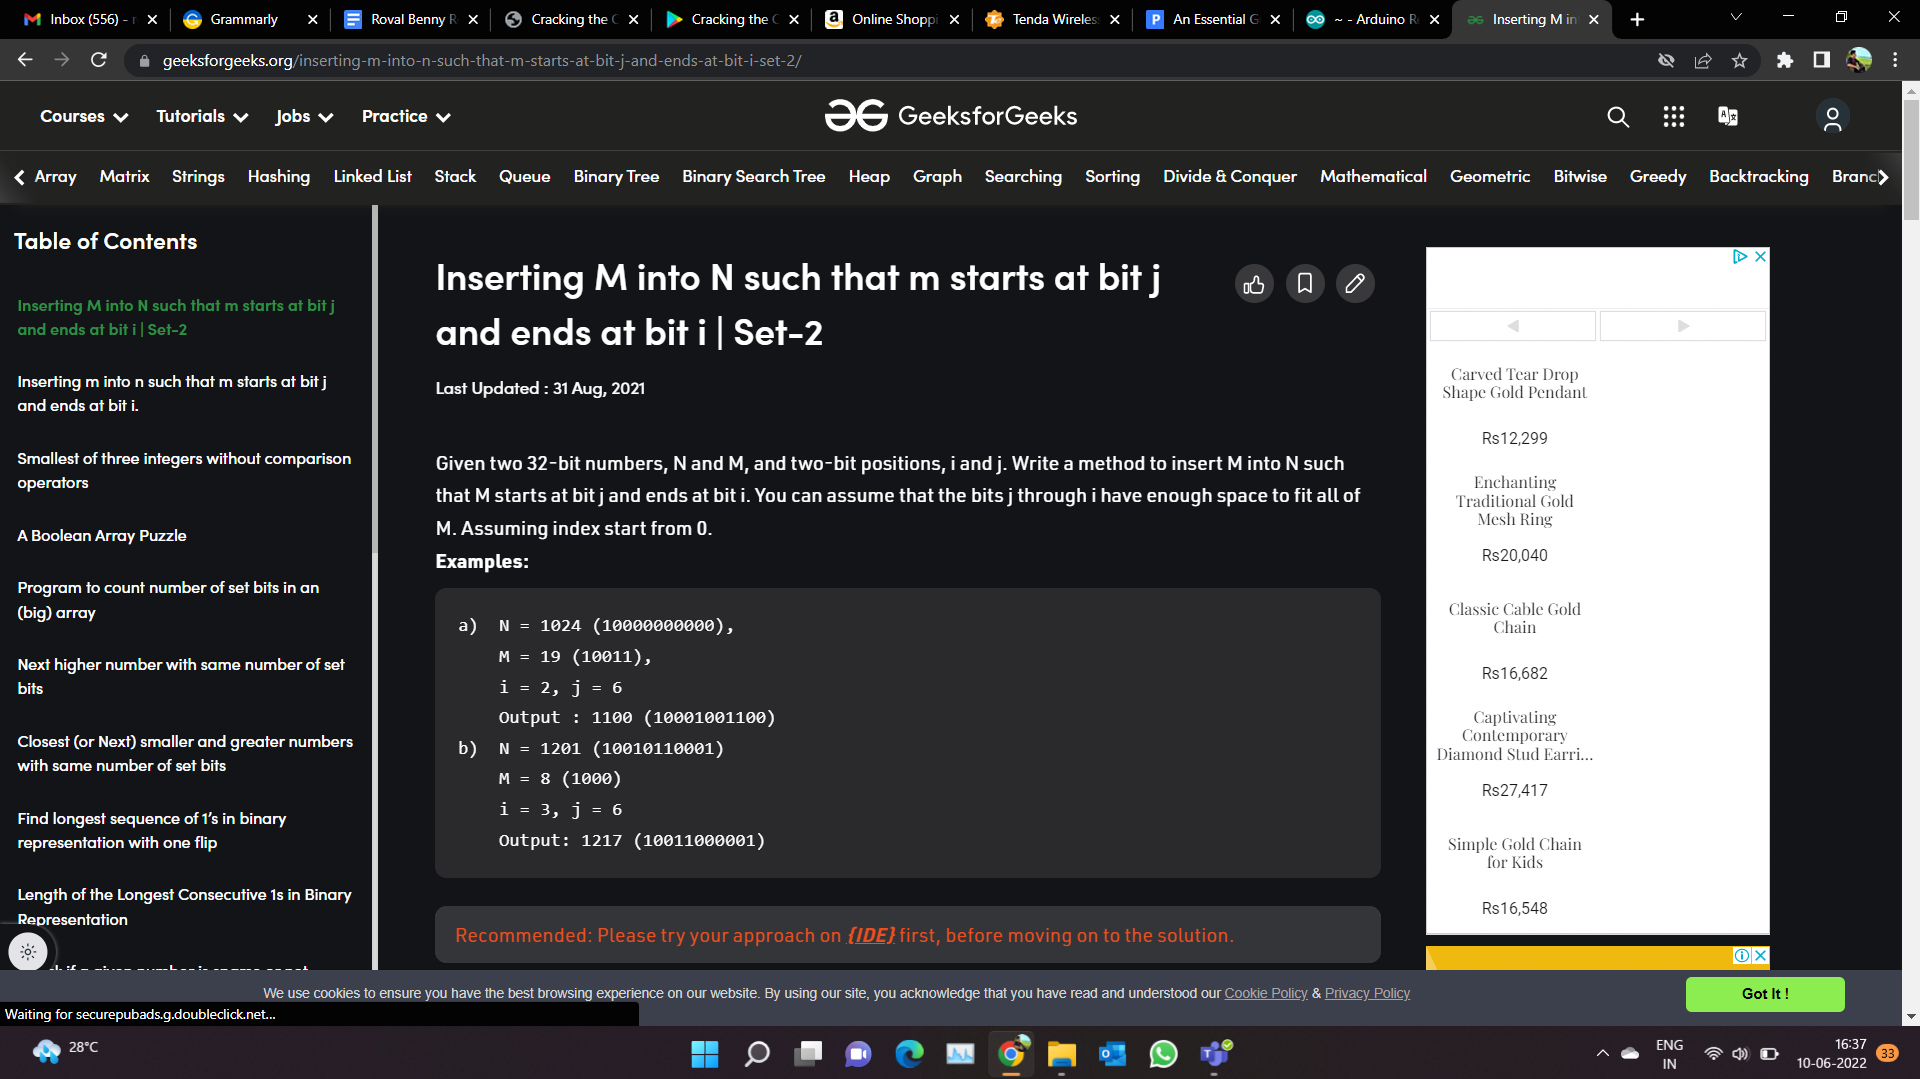 Inbox (556) -
Grammarly
Roval Benny R
Cracking the C
Cracking the C
Online Shoppi
Tenda Wireles
An Essential G
~ - Arduino R
Inserting M in
geeksforgeeks.org/inserting-m-into-n-such-that-m-starts-at-bit-j-and-ends-at-bit-i-set-2/
Courses
Tutorials
Jobs
Practice
GeeksforGeeks
Array
Matrix
Strings
Hashing
Linked List
Stack
Queue
Binary Tree
Binary Search Tree
Heap
Graph
Searching
Sorting
Divide & Conquer
Mathematical
Geometric
Bitwise
Greedy
Backtracking
Branc
Table of Contents
Inserting M into N such that m starts at bit j
and ends at bit i | Set-2
Inserting m into n such that m starts at bit j
and ends at bit i.
Smallest of three integers without comparison
operators
A Boolean Array Puzzle
Program to count number of set bits in an
(big) array
Next higher number with same number of set
bits
Closest (or Next) smaller and greater numbers
with same number of set bits
Find longest sequence of 1's in binary
representation with one flip
Length of the Longest Consecutive 1s in Binary
Representation
if a given number is sparse or not
Inserting M into N such that m starts at bit j
and ends at bit i | Set-2
Last Updated : 31 Aug, 2021
Given two 32-bit numbers, N and M, and two-bit positions, i and j. Write a method to insert M into N such
that M starts at bit j and ends at bit i. You can assume that the bits j through i have enough space to fit all of
M. Assuming index start from 0.
Examples:
a) N = 1024 (10000000000),
M = 19 (10011),
i = 2, j = 6
Output : 1100 (10001001100)
b) N = 1201 (10010110001)
M = 8 (1000)
i = 3, j = 6
Output: 1217 (10011000001)
Recommended: Please try your approach on {IDE} first, before moving on to the solution.
Carved Tear Drop
Shape Gold Pendant
Rs12,299
Enchanting
Traditional Gold
Mesh Ring
Rs20,040
Classic Cable Gold
Chain
Rs16,682
Captivating
Contemporary
Diamond Stud Earri...
Rs27,417
Simple Gold Chain
for Kids
Rs16,548
We use cookies to ensure you have the best browsing experience on our website. By using our site, you acknowledge that you have read and understood our Cookie Policy & Privacy Policy
Got It !
Waiting for securepubads.g.doubleclick.net...
28°C
ENG
IN
16:37
10-06-2022
33